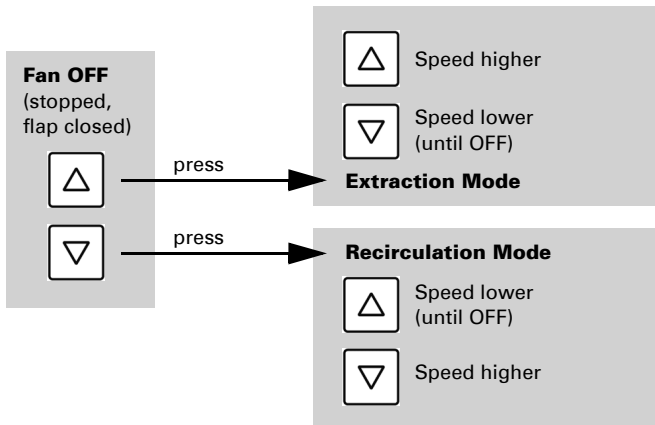 Fan OFF
(stopped,
flap closed)
press
press
Speed higher
Speed lower
(until OFF)
Extraction Mode
Recirculation Mode
Speed lower
(until OFF)
Speed higher